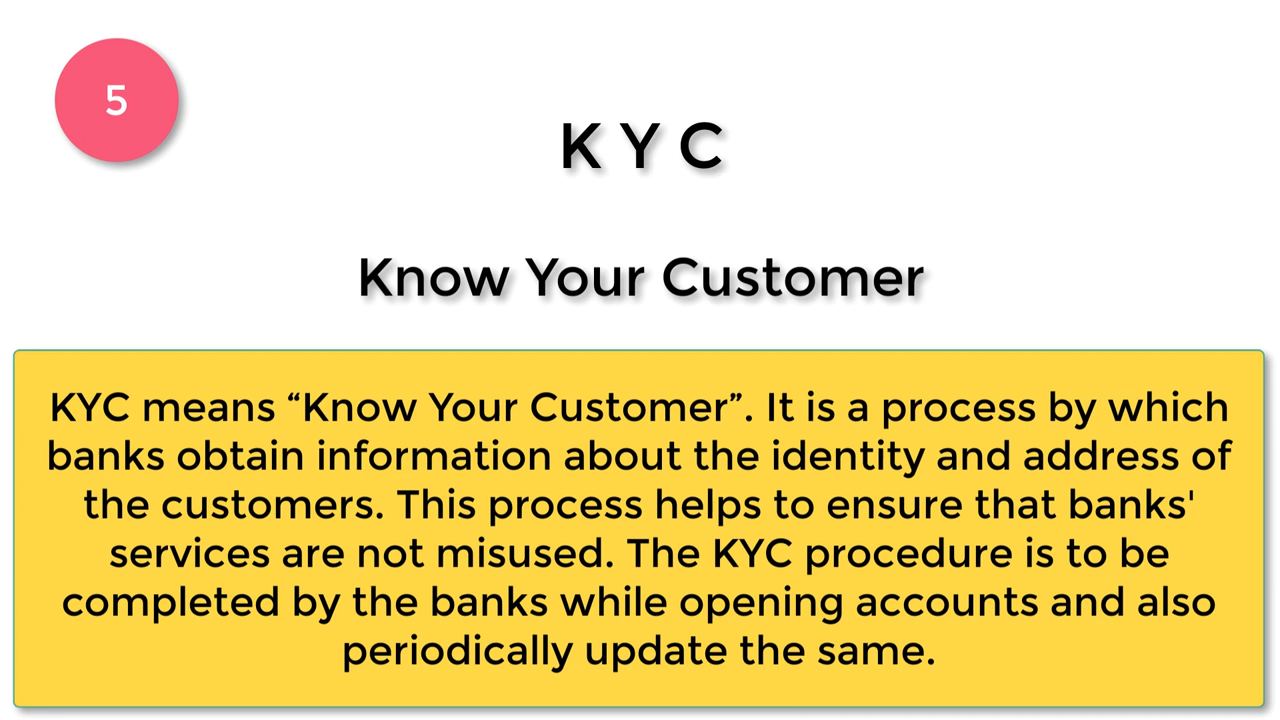 5
K Y C
Know Your Customer
KYC means “Know Your Customer”. It is a process by which
banks obtain information about the identity and address of
the customers. This process helps to ensure that banks'
services are not misused. The KYC procedure is to be
completed by the banks while opening accounts and also
periodically update the same.